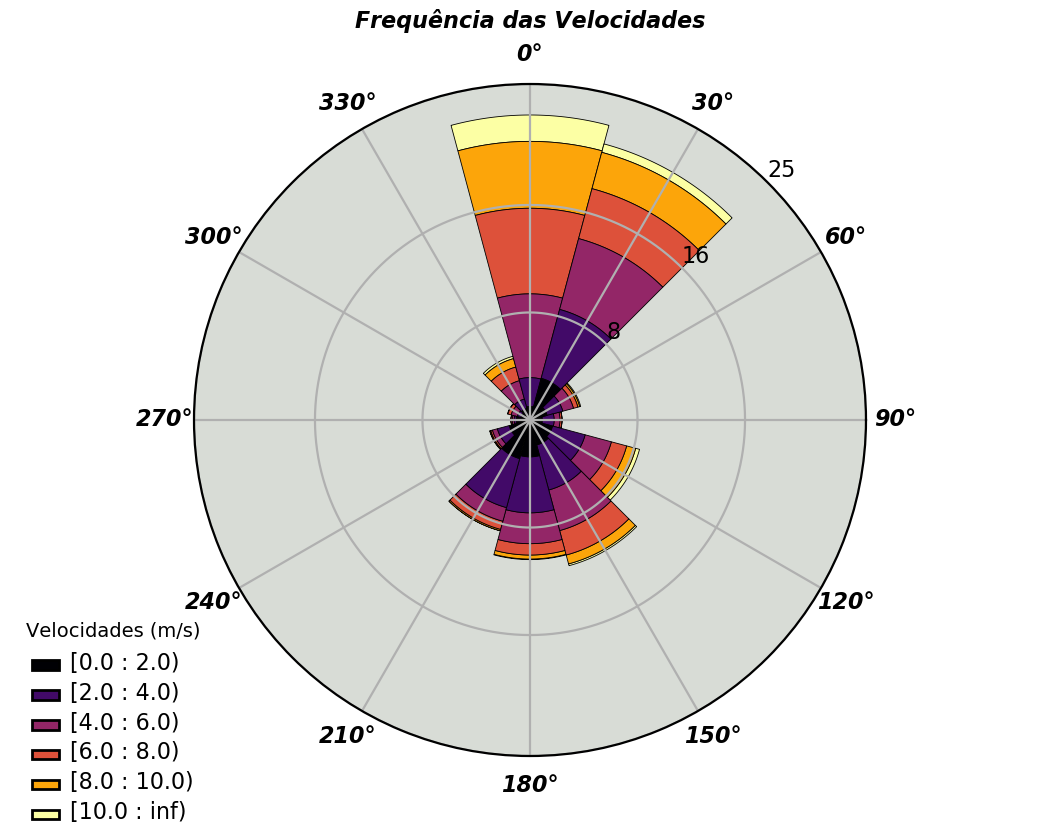 Frequência das Velocidades
0°
330°
30°
25
300°
60°
16
8
270°
90°
240°
120°
210°
150°
180°
Velocidades (m/s)
[0.0 : 2.0)
[2.0 : 4.0)
[4.0 : 6.0)
[6.0 : 8.0)
[8.0 : 10.0)
[10.0 : inf)